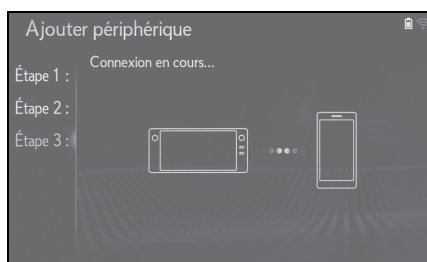 Ajouter périphérique
Connexion en cours...
Étape 1 :
Étape 2 :
Étape 3 :